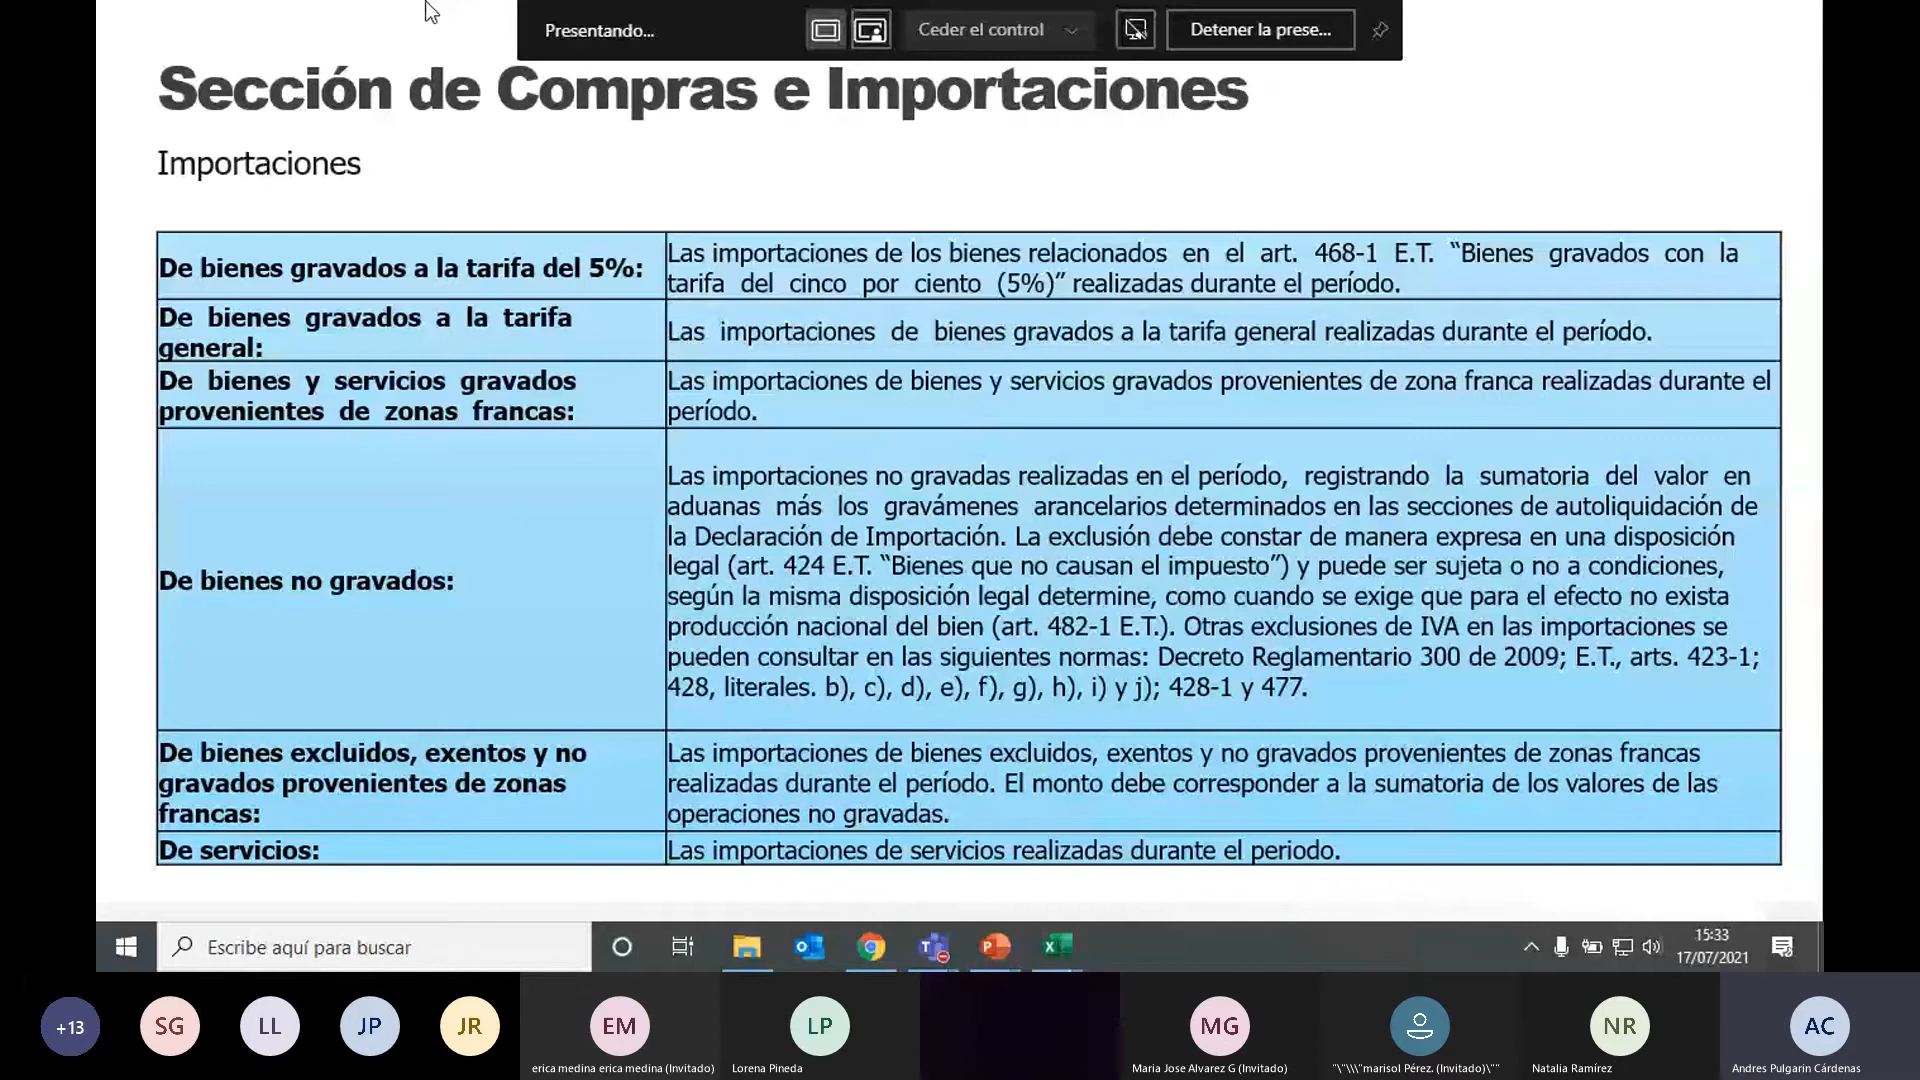 Presentando...
Ceder el control
Detener la prese...
Sección de Compras e Importaciones
Importaciones
De bienes gravados a la tarifa del 5%:
Las importaciones de los bienes relacionados en el art. 468-1 E.T. “Bienes gravados con la
tarifa del cinco por ciento (5%)” realizadas durante el período.
De bienes gravados a la tarifa
general:
Las importaciones de bienes gravados a la tarifa general realizadas durante el período.
De bienes y servicios gravados
provenientes de zonas francas:
Las importaciones de bienes y servicios gravados provenientes de zona franca realizadas durante el
período.
De bienes no gravados:
Las importaciones no gravadas realizadas en el período, registrando la sumatoria del valor en
aduanas más los gravámenes arancelarios determinados en las secciones de autoliquidación de
la Declaración de Importación. La exclusión debe constar de manera expresa en una disposición
legal (art. 424 E.T. “Bienes que no causan el impuesto”) y puede ser sujeta o no a condiciones,
según la misma disposición legal determine, como cuando se exige que para el efecto no exista
producción nacional del bien (art. 482-1 E.T.). Otras exclusiones de IVA en las importaciones se
pueden consultar en las siguientes normas: Decreto Reglamentario 300 de 2009; E.T., arts. 423-1;
428, literales. b), c), d), e), f), g), h), i) y j); 428-1 y 477.
De bienes excluidos, exentos y no
gravados provenientes de zonas
francas:
Las importaciones de bienes excluidos, exentos y no gravados provenientes de zonas francas
realizadas durante el período. El monto debe corresponder a la sumatoria de los valores de las
operaciones no gravadas.
De servicios:
Las importaciones de servicios realizadas durante el periodo.
Escribe aquí para buscar
15:33
17/07/2021
+13
SG
LL
JP
JR
EM
LP
MG
NR
AC
erica medina erica medina (Invitado)
Lorena Pineda
Maria Jose Alvarez G (Invitado)
"\"\\\"marisol Pérez. (Invitado)\""
Natalia Ramírez
Andres Pulgarin Cárdenas